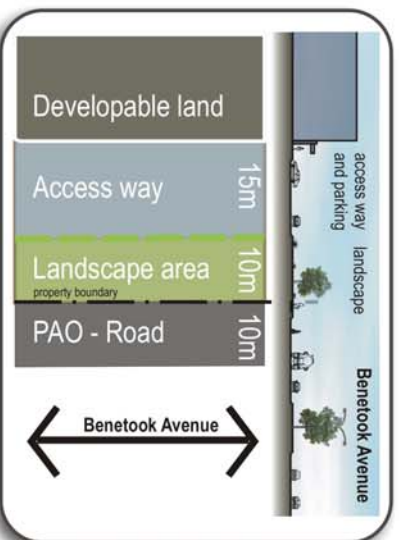 Developable land
Access way
15m
Landscape area
10m
property boundary
PAO - Road
10m
Benetook Avenue
access way
and parking
landscape
Benetook Avenue